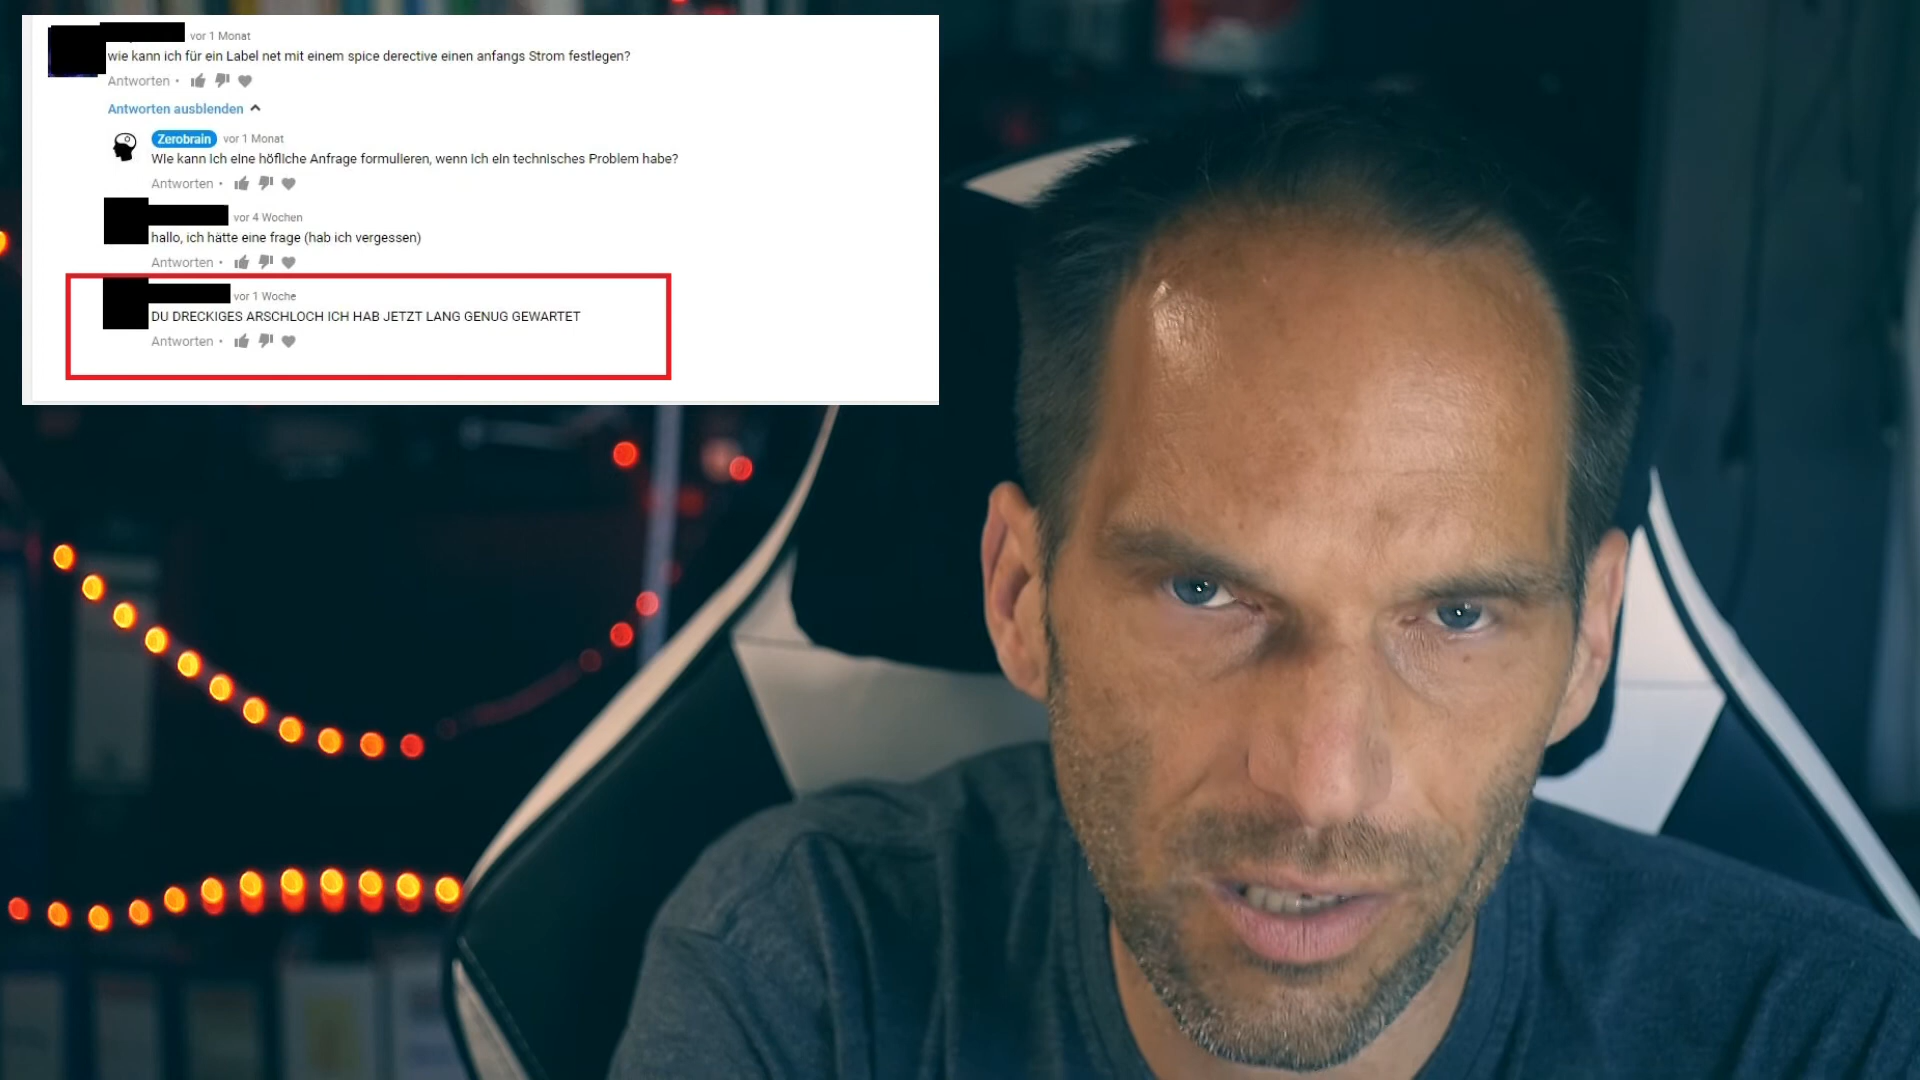 vor 1 Monat
wie kann ich für ein Label net mit einem spice derective einen anfangs Strom festlegen?
Antworten •
Antworten ausblenden
Zerobrain vor 1 Monat
Wie kann ich eine höfliche Anfrage formulieren, wenn ich ein technisches Problem habe?
Antworten •
vor 4 Wochen
hallo, ich hätte eine frage (hab ich vergessen)
Antworten •
vor 1 Woche
DU DRECKIGES ARSCHLOCH ICH HAB JETZT LANG GENUG GEWARTET
Antworten •